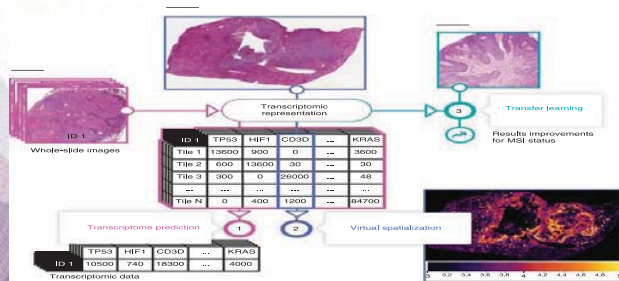 ID 1
Whole-slide images
Transcriptomic
representation
3
Transfer learning
Results improvements
for MSI status
ID 1 TP53 HIF1 CD3D ... KRAS
Tile 1 13600 900 0 ... 3600
Tile 2 600 13600 30 ... 30
Tile 3 300 0 26000 ... 48
... ... ... ... ... ...
Tile N 0 400 1200 ... 84700
Transcriptome prediction
1
2
Virtual spatialization
TP53 HIF1 CD3D ... KRAS
ID 1 10500 740 18300 ... 4000
Transcriptomic data
3 3.2 3.4 3.6 3.8 4 4.2 4.4 4.6 4.8 5